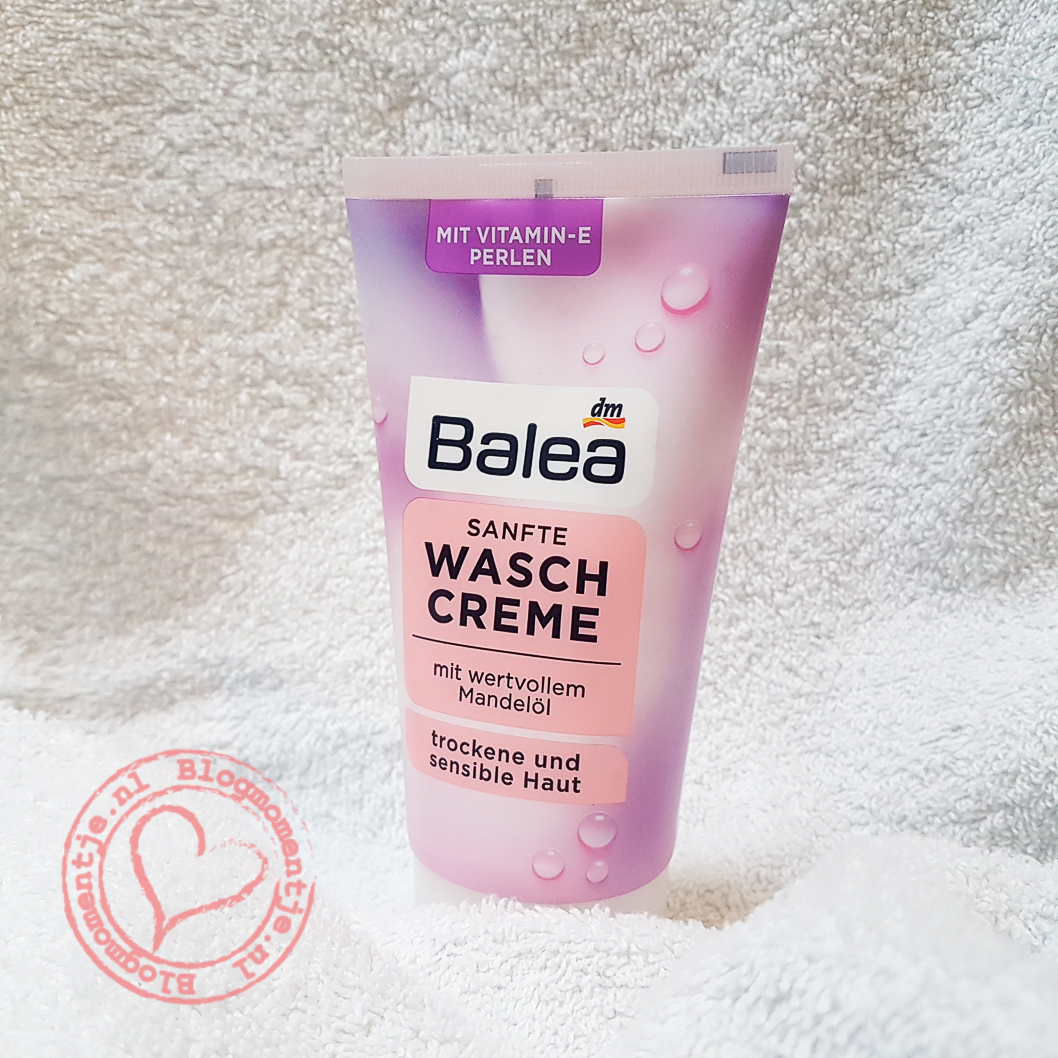 MIT VITAMIN-E
PERLEN
dm
Balea
SANFTE
WASCH
CREME
mit wertvollem
Mandelöl
trockene und
sensible Haut
Blogmomentje.nl
Blogmomentje.nl